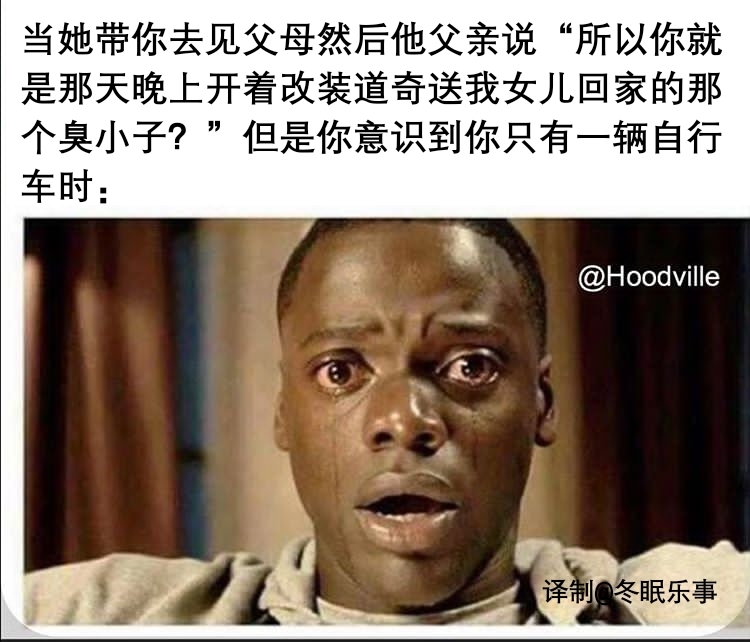 当她带你去见父母然后他父亲说“所以你就
是那天晚上开着改装道奇送我女儿回家的那
个臭小子？”但是你意识到你只有一辆自行
车时：
@Hoodville
译制@冬眠乐事